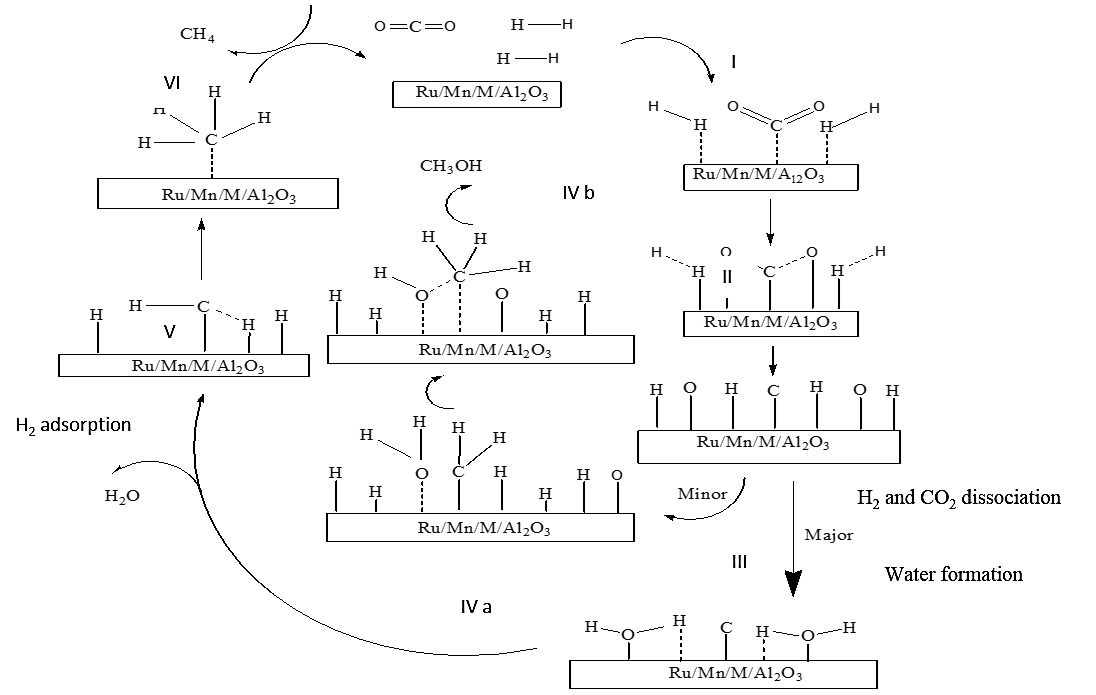 CH4
O=C=O
H—H
H—H
Ru/Mn/M/Al2O3
I
VI
H
H
H
C
Ru/Mn/M/Al2O3
H
H
O
C
O
H
H
Ru/Mn/M/A12O3
CH3OH
IV b
H
H
H
H
C
O
H
H
O
H
H
Ru/Mn/M/Al2O3
H
H
O
II
C
O
H
H
Ru/Mn/M/Al2O3
H
H
C
V
H
H
Ru/Mn/M/Al2O3
H O H C H O H
Ru/Mn/M/Al2O3
H2 adsorption
H2O
H
H
H
H
H
H
O
C
H
H
H
O
Ru/Mn/M/Al2O3
Minor
H2 and CO2 dissociation
Major
III
Water formation
IV a
H
O
H
C
H
O
H
Ru/Mn/M/Al2O3